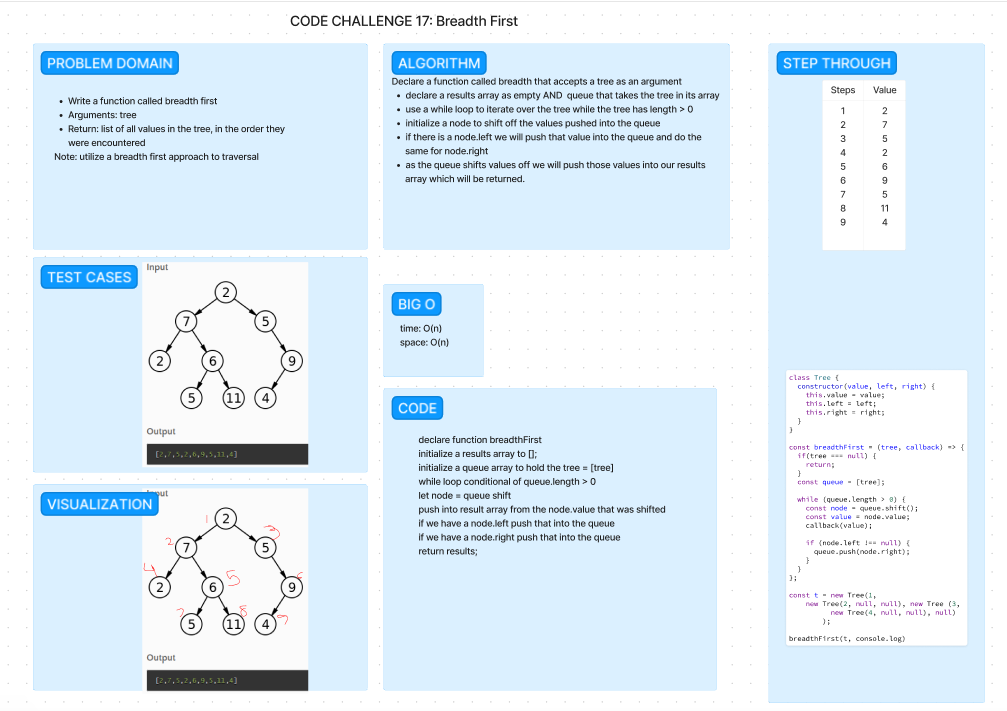 CODE CHALLENGE 17: Breadth First
PROBLEM DOMAIN
• Write a function called breadth first
• Arguments: tree
• Return: list of all values in the tree, in the order they
were encountered
Note: utilize a breadth first approach to traversal
ALGORITHM
Declare a function called breadth that accepts a tree as an argument
• declare a results array as empty AND queue that takes the tree in its array
• use a while loop to iterate over the tree while the tree has length > 0
• initialize a node to shift off the values pushed into the queue
• if there is a node.left we will push that value into the queue and do the
same for node.right
• as the queue shifts values off we will push those values into our results
array which will be returned.
STEP THROUGH
Steps Value
1 2
2 7
3 5
4 2
5 6
6 9
7 5
8 11
9 4
TEST CASES
Input
2
7 5
2 6 9
5 11 4
Output
[2,7,5,2,6,9,5,11,4]
BIG O
time: O(n)
space: O(n)
CODE
declare function breadthFirst
initialize a results array to [];
initialize a queue array to hold the tree = [tree]
while loop conditional of queue.length > 0
let node = queue shift
push into result array from the node.value that was shifted
if we have a node.left push that into the queue
if we have a node.right push that into the queue
return results;
VISUALIZATION
1 2
2 7 5
4 2 6 5 9
5 11 8 4
Output
[2,7,5,2,6,9,5,11,4]
class Tree {
constructor(value, left, right) {
this.value = value;
this.left = left;
this.right = right;
}
}
const breadthFirst = (tree, callback) => {
if(tree === null) {
return;
}
const queue = [tree];
while (queue.length > 0) {
const node = queue.shift();
const value = node.value;
callback(value);
if (node.left !== null) {
queue.push(node.right);
}
}
};
const t = new Tree(1,
new Tree(2, null, null), new Tree (3,
new Tree(4, null, null), null)
);
breadthFirst(t, console.log)